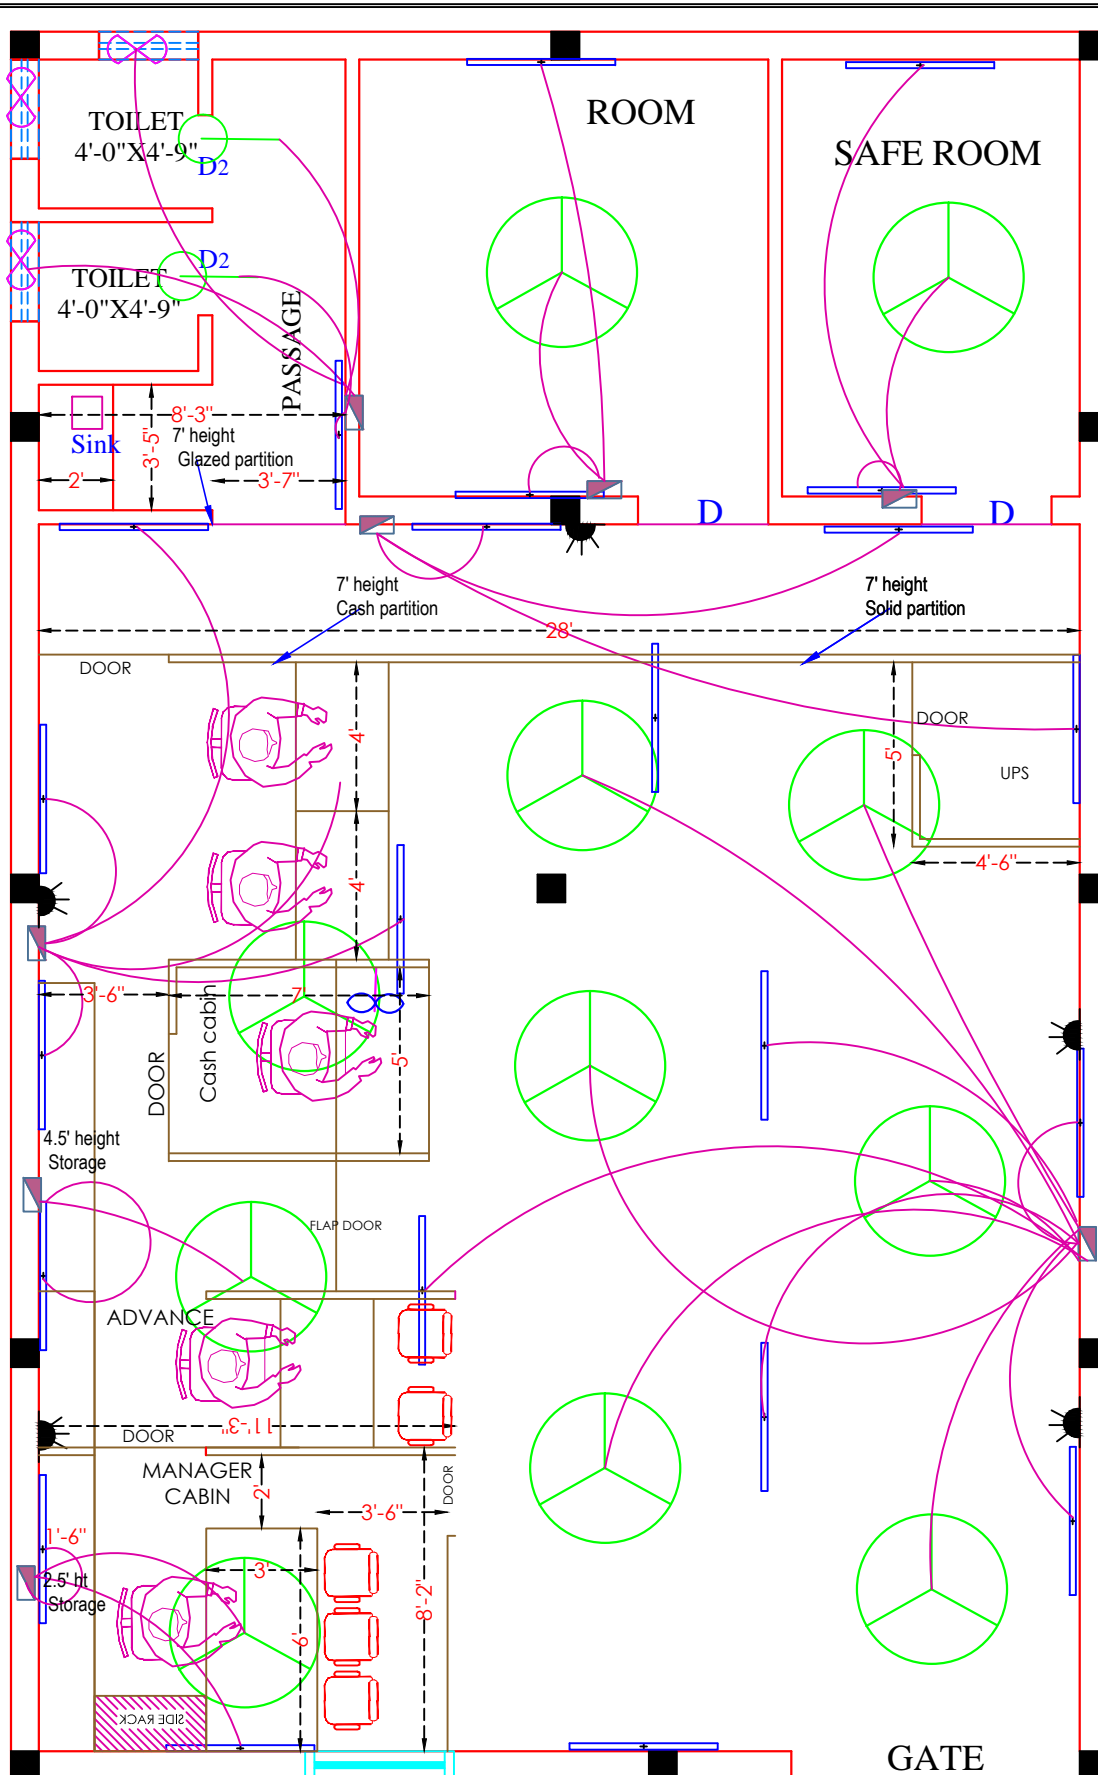 ROOM
SAFE ROOM
TOILET
4'-0"X4'-9"
D2
TOILET
4'-0"X4'-9"
D2
PASSAGE
8'-3"
Sink
3'-5"
7' height
Glazed partition
2'
3'-7"
D
D
7' height
Cash partition
7' height
Solid partition
28'
DOOR
4'
5'
DOOR
UPS
4'
4'-6"
3'-6"
7'
Cash cabin
DOOR
5'
4.5' height
Storage
FLAP DOOR
ADVANCE
11'-3"
DOOR
MANAGER
CABIN
2'
DOOR
3'-6"
1'-6"
2.5' ht
Storage
3'
8'-2"
6'
SIDE RACK
GATE